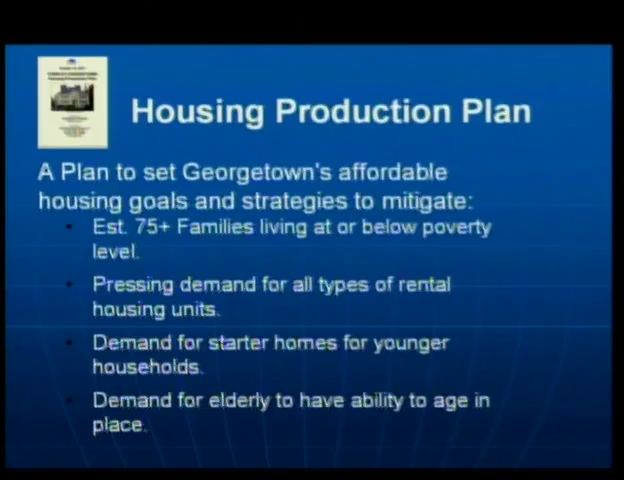 Housing Production Plan
A Plan to set Georgetown's affordable
housing goals and strategies to mitigate:
Est. 75+ Families living at or below poverty
level.
Pressing demand for all types of rental
housing units.
Demand for starter homes for younger
households.
Demand for elderly to have ability to age in
place.